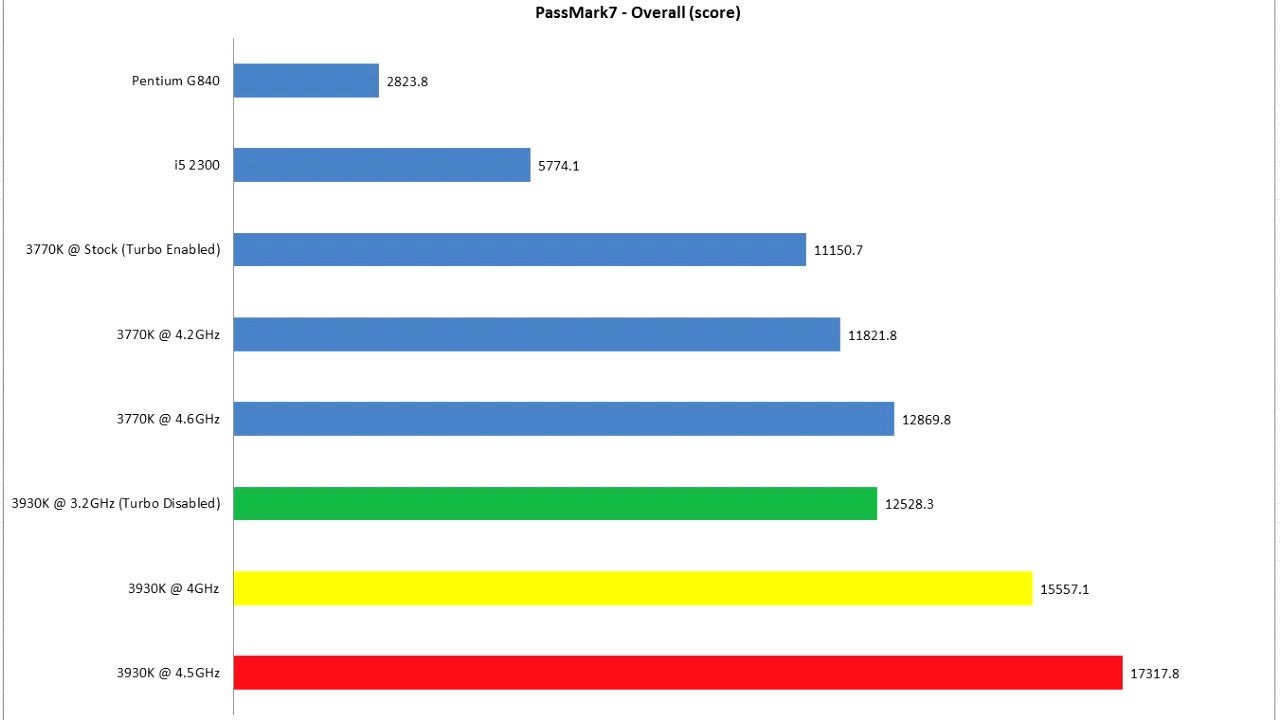 PassMark7 - Overall (score)
Pentium G840 2823.8
i5 2300 5774.1
3770K @ Stock (Turbo Enabled) 11150.7
3770K @ 4.2GHz 11821.8
3770K @ 4.6GHz 12869.8
3930K @ 3.2GHz (Turbo Disabled) 12528.3
3930K @ 4GHz 15557.1
3930K @ 4.5GHz 17317.8